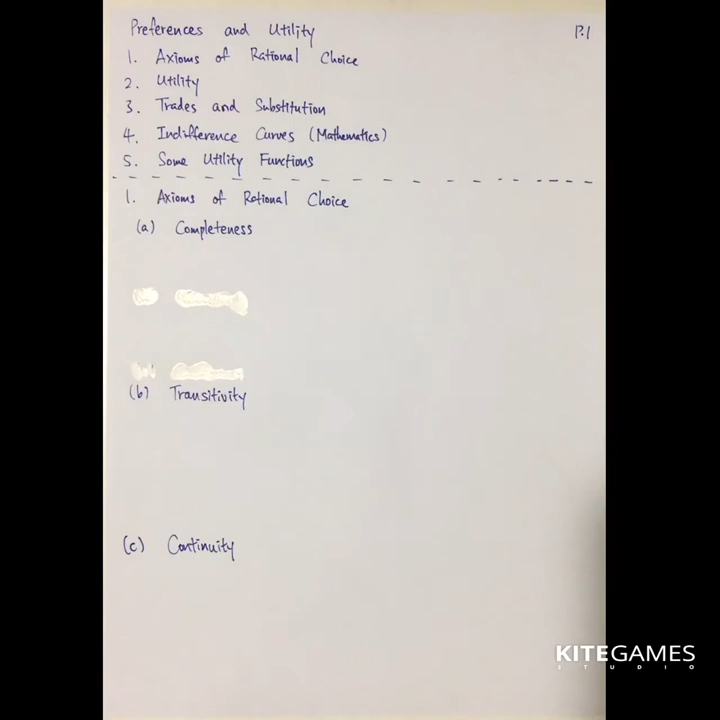 Preferences and Utility P.1
1. Axioms of Rational Choice
2. Utility
3. Trades and Substitution
4. Indifference Curves (Mathematics)
5. Some Utility Functions
1. Axioms of Rational Choice
(a) Completeness
(b) Transitivity
(c) Continuity
KITEGAMES
STUDIO